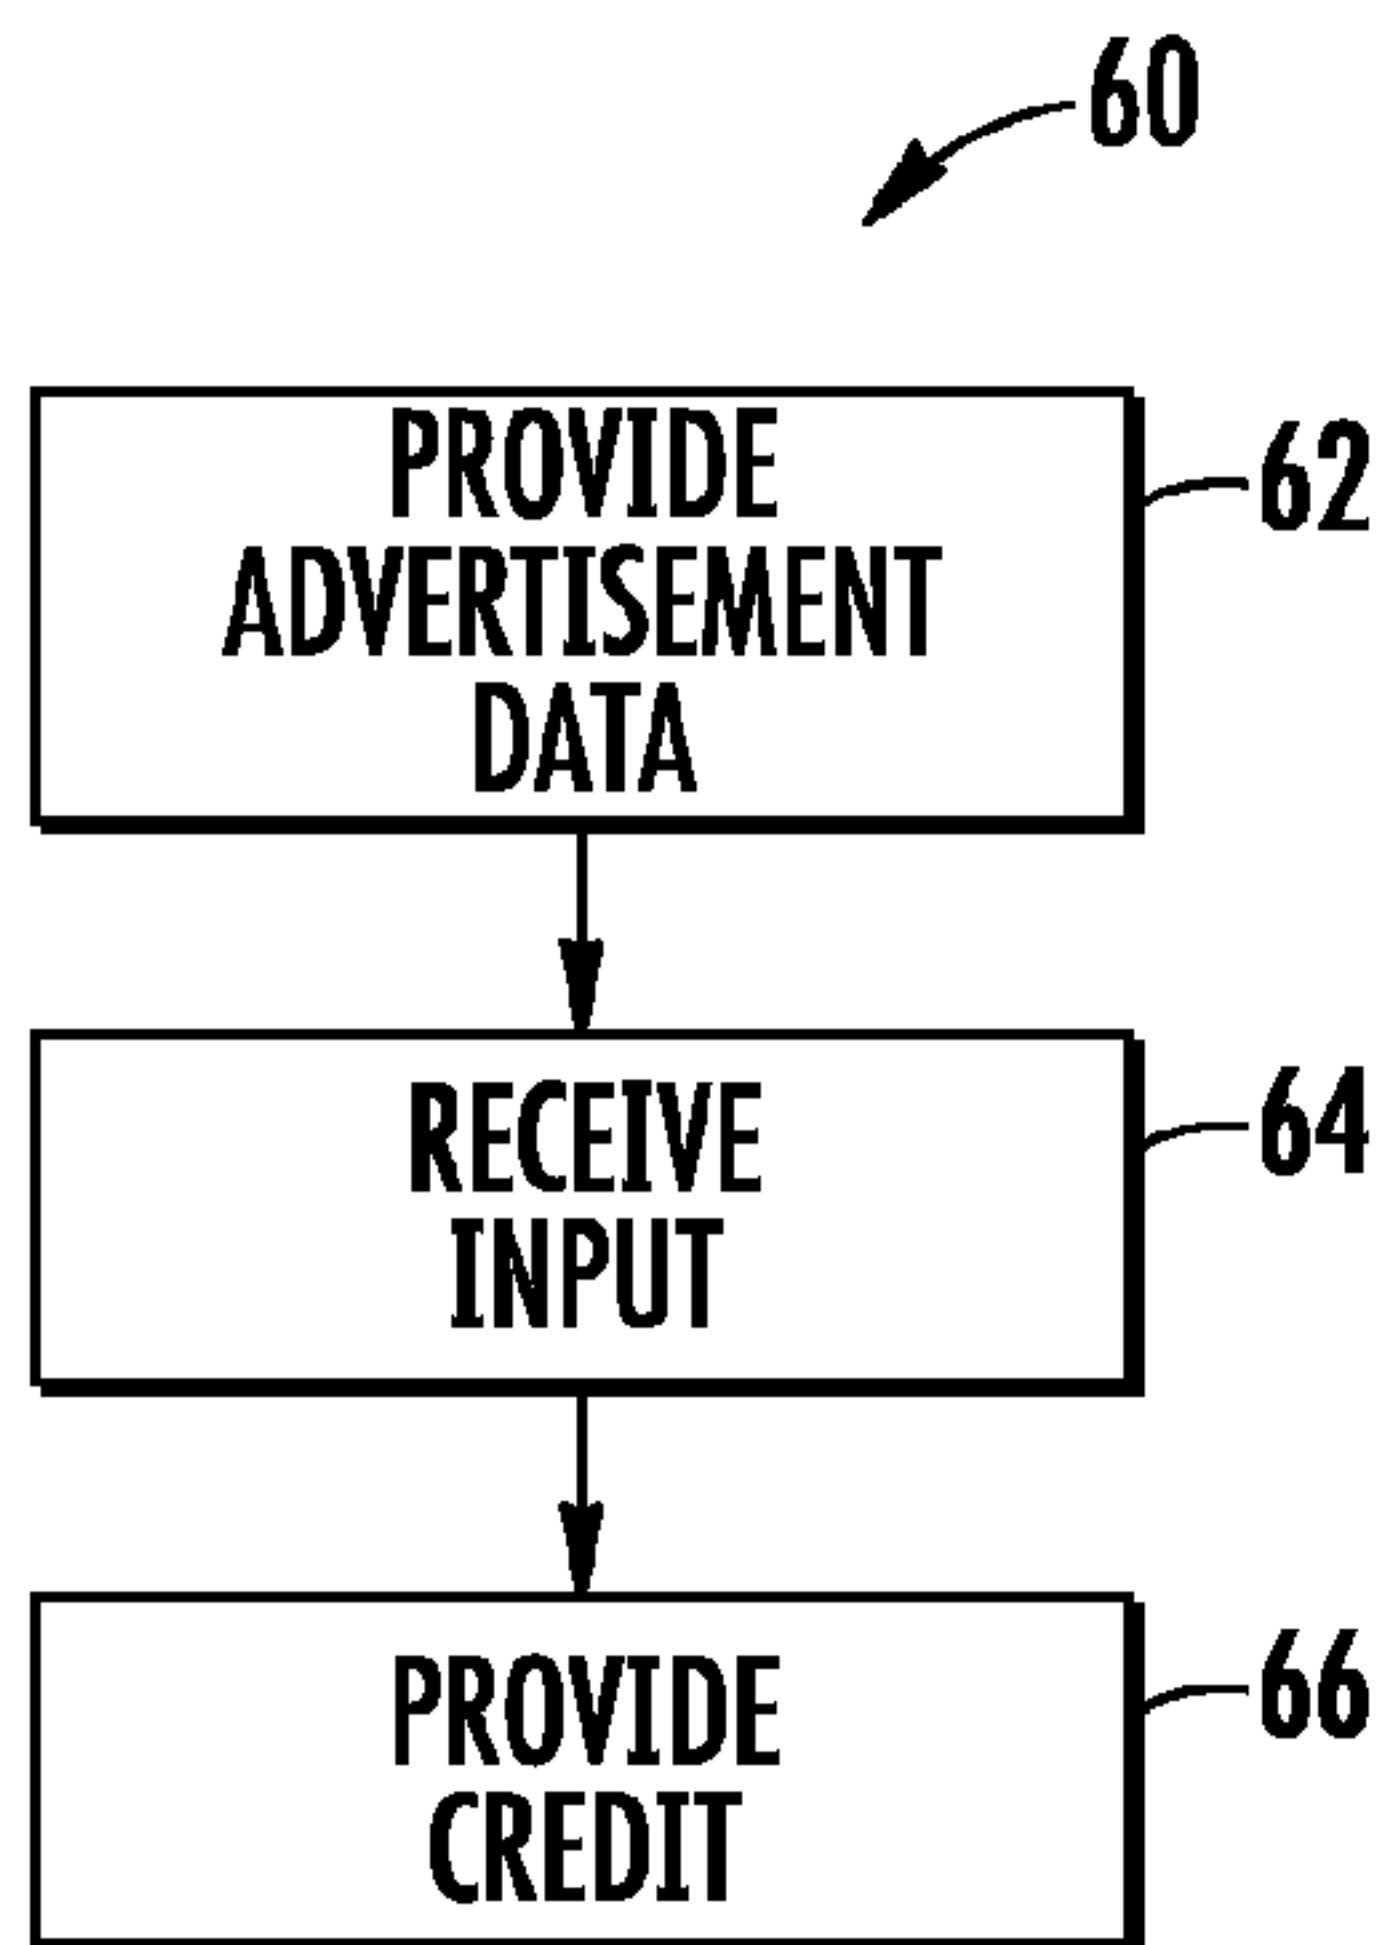 60
PROVIDE
ADVERTISEMENT
DATA
62
RECEIVE
INPUT
64
PROVIDE
CREDIT
66